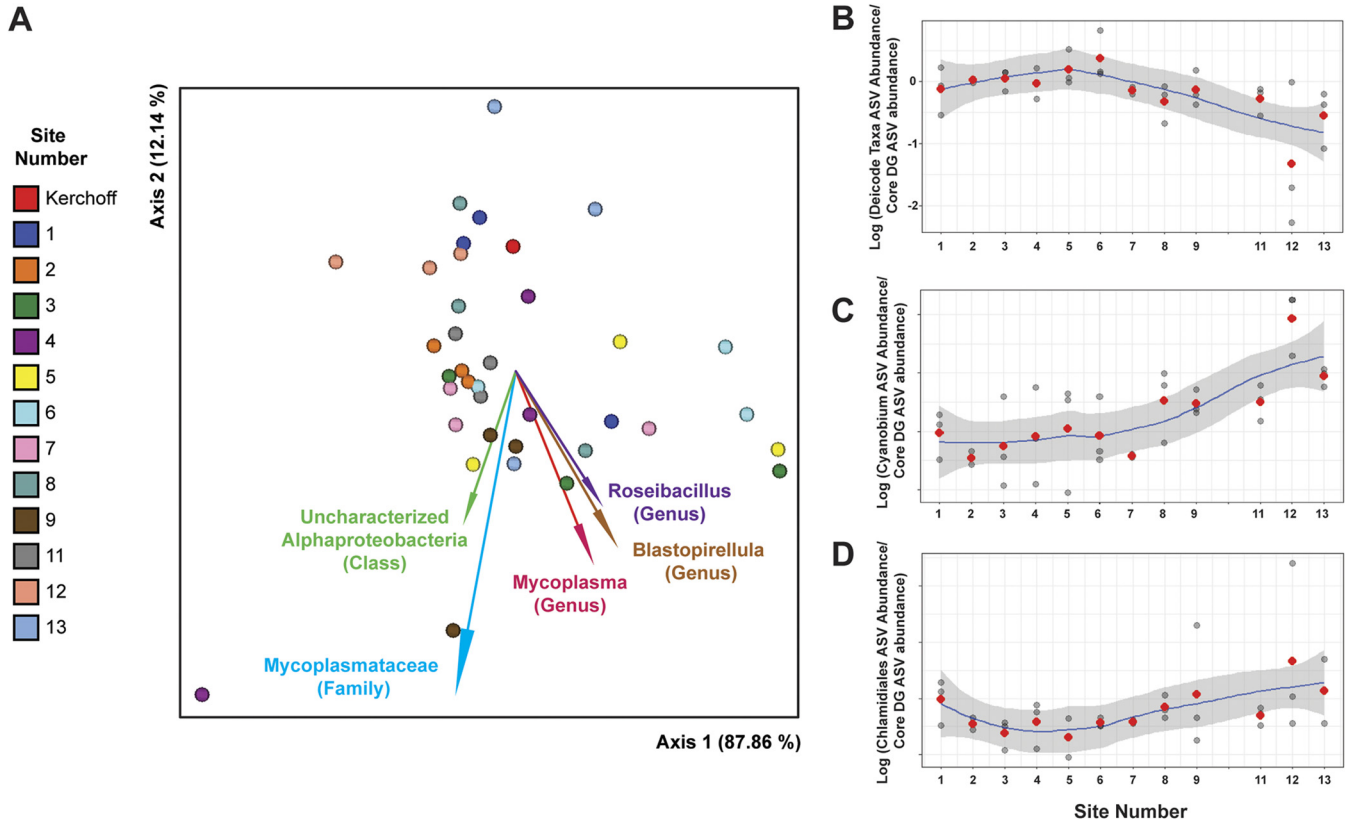 A
Site
Number
Kerchoff
1
2
3
4
5
6
7
8
9
11
12
13
Axis 2 (12.14 %)
Axis 1 (87.86 %)
Uncharacterized
Alphaproteobacteria
(Class)
Mycoplasmataceae
(Family)
Mycoplasma
(Genus)
Roseibacillus
(Genus)
Blastopirellula
(Genus)
B
Log (Deicode Taxa ASV Abundance/
Core DG ASV abundance)
0
-1
-2
1 2 3 4 5 6 7 8 9 11 12 13
C
Log (Cyanobium ASV Abundance/
Core DG ASV abundance)
1 2 3 4 5 6 7 8 9 11 12 13
D
Log (Chlamidiales ASV Abundance/
Core DG ASV abundance)
1 2 3 4 5 6 7 8 9 11 12 13
Site Number